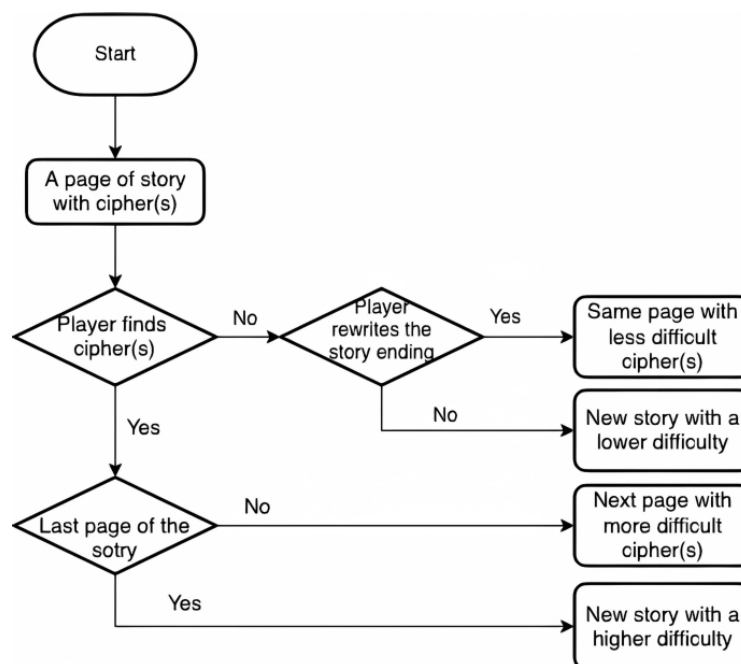 Start
A page of story
with cipher(s)
Player finds
cipher(s)
No
Player
rewrites the
story ending
Yes
Same page with
less difficult
cipher(s)
No
New story with a
lower difficulty
Yes
Last page of the
sotry
No
Next page with
more difficult
cipher(s)
Yes
New story with a
higher difficulty